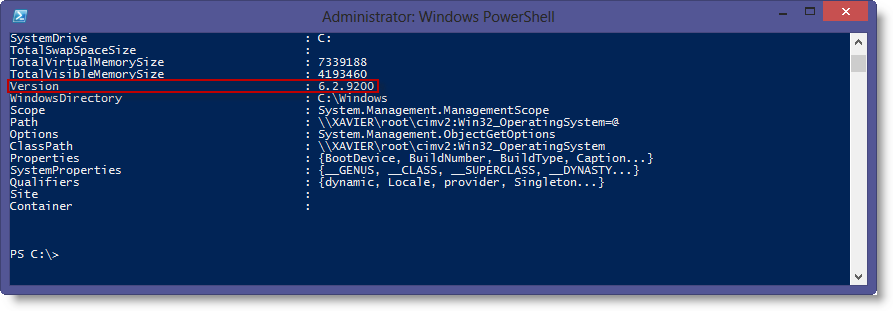 Administrator: Windows PowerShell
SystemDrive : C:
TotalSwapSpaceSize :
TotalVirtualMemorySize : 7339188
TotalVisibleMemorySize : 4193460
Version : 6.2.9200
WindowsDirectory : C:\Windows
Scope : System.Management.ManagementScope
Path : \\XAVIER\root\cimv2:Win32_OperatingSystem=@
Options : System.Management.ObjectGetOptions
ClassPath : \\XAVIER\root\cimv2:Win32_OperatingSystem
Properties : {BootDevice, BuildNumber, BuildType, Caption...}
SystemProperties : {__GENUS, __CLASS, __SUPERCLASS, __DYNASTY...}
Qualifiers : {dynamic, Locale, provider, Singleton...}
Site :
Container :
PS C:\>